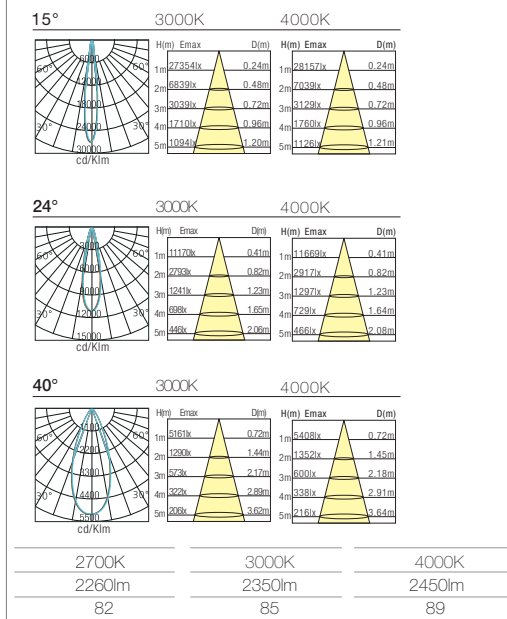 15° 3000K 4000K
H(m) Emax D(m) H(m) Emax D(m)
1m 27354lx 0.24m 1m 28157lx 0.24m
2m 6839lx 0.48m 2m 7039lx 0.48m
3m 3039lx 0.72m 3m 3129lx 0.72m
4m 1710lx 0.96m 4m 1760lx 0.96m
5m 1094lx 1.20m 5m 1126lx 1.21m
60° 6000 60°
12000
18000
30° 24000 30°
30000
cd/Klm
24° 3000K 4000K
H(m) Emax D(m) H(m) Emax D(m)
1m 11170lx 0.41m 1m 11669lx 0.41m
2m 2793lx 0.82m 2m 2917lx 0.82m
3m 1241lx 1.23m 3m 1297lx 1.23m
4m 698lx 1.65m 4m 729lx 1.64m
5m 446lx 2.06m 5m 466lx 2.08m
3000
60° 6000 60°
9000
30° 12000 30°
15000
cd/Klm
40° 3000K 4000K
H(m) Emax D(m) H(m) Emax D(m)
1m 5161lx 0.72m 1m 5408lx 0.72m
2m 1290lx 1.44m 2m 1352lx 1.45m
3m 573lx 2.17m 3m 600lx 2.18m
4m 322lx 2.89m 4m 338lx 2.91m
5m 206lx 3.62m 5m 216lx 3.64m
1100
60° 2200 60°
3300
30° 4400 30°
5500
cd/Klm
2700K 3000K 4000K
2260lm 2350lm 2450lm
82 85 89